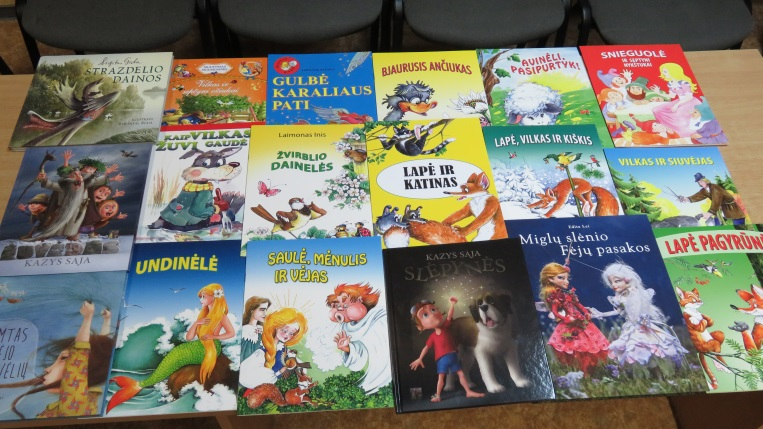 STRAZDELIO
DAINOS
GULBĖ
KARALIAUS
PATI
BJAURUSIS ANČIUKAS
AVINĖLI,
PASIPURTYK!
SNIEGUOLĖ
IR SEPTYNI
NYKŠTUKAI
KAZYS SAJA
KAIP VILKAS
ŽUVĮ GAUDĖ
Laimonas Inis
ŽVIRBLIO
DAINELĖS
LAPĖ IR
KATINAS
LAPĖ, VILKAS IR KIŠKIS
VILKAS IR SIUVĖJAS
UNDINĖLĖ
SAULĖ, MĖNULIS
IR VĖJAS
KAZYS SAJA
SLĖPYNĖS
Miglų slėnio
Fėjų pasakos
LAPĖ PAGYRŪN